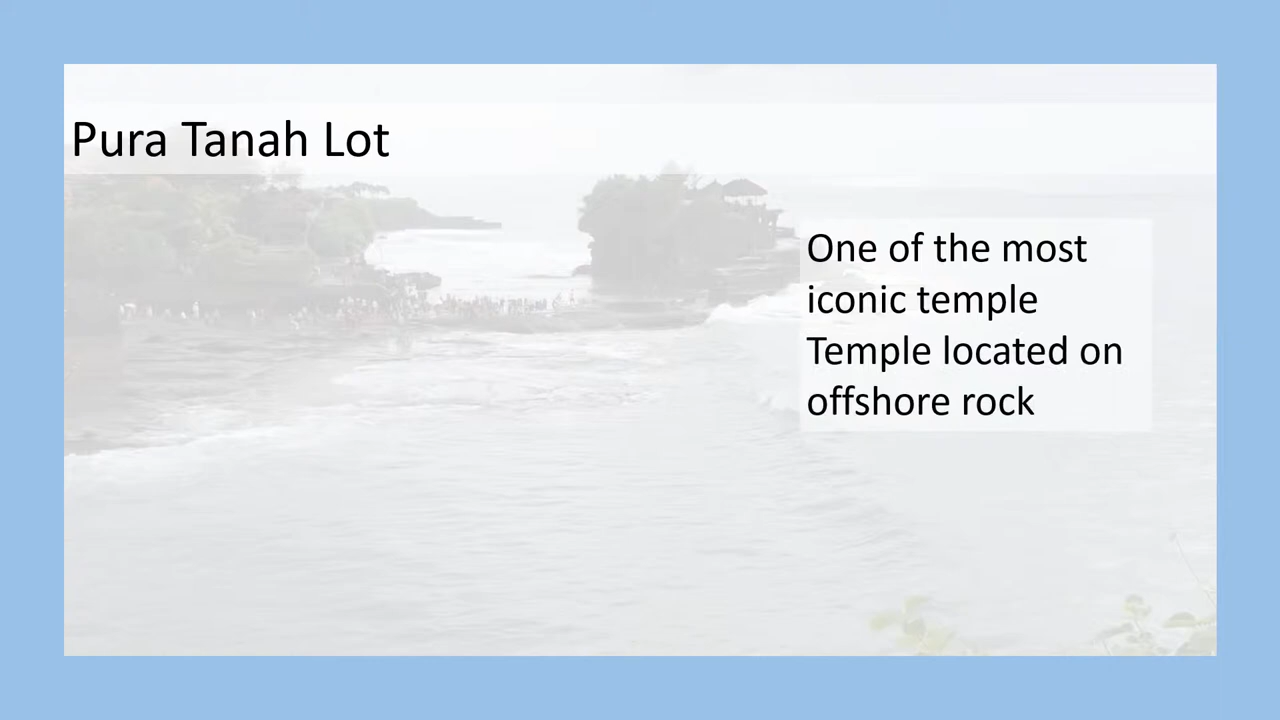 Pura Tanah Lot
One of the most
iconic temple
Temple located on
offshore rock